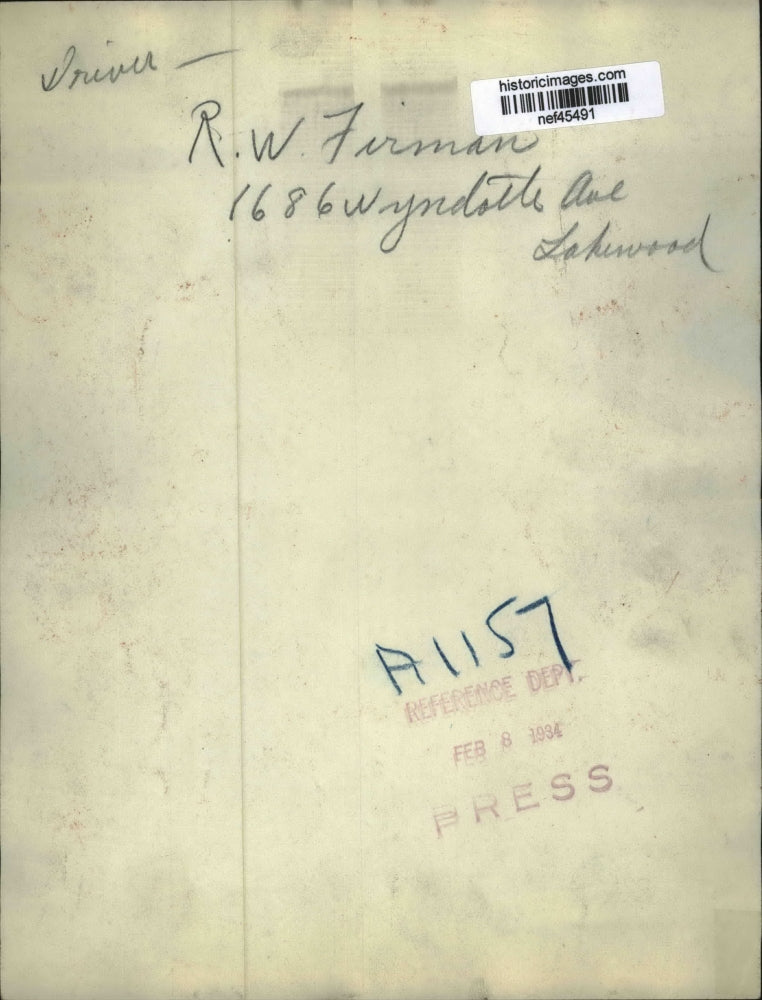 Driver —
historicimages.com
nef45491
R.W. Firman
1686 Wyndotte Ave
Lakewood
A1157
REFERENCE DEPT.
FEB 8 1934
PRESS